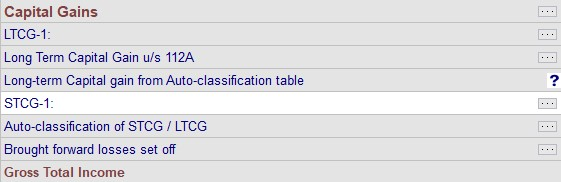 Capital Gains ...
LTCG-1: ...
Long Term Capital Gain u/s 112A ...
Long-term Capital gain from Auto-classification table ?
STCG-1: ...
Auto-classification of STCG / LTCG ...
Brought forward losses set off ...
Gross Total Income